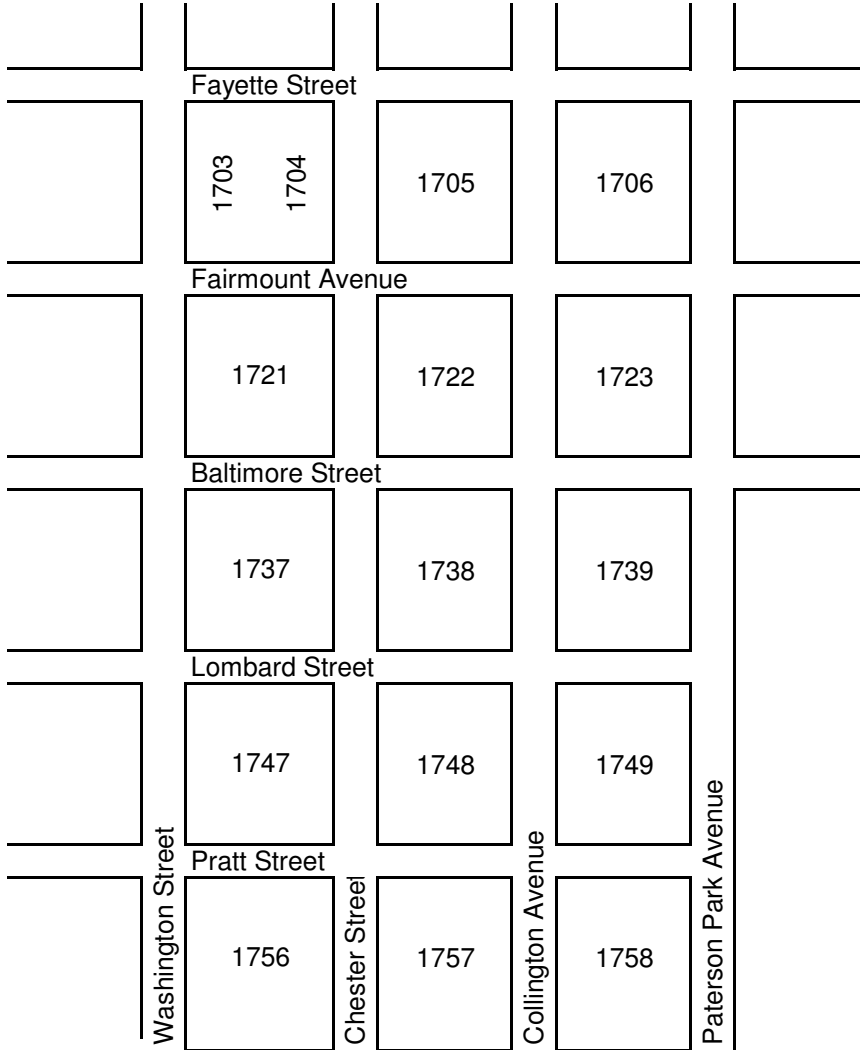 Fayette Street
1703
1704
1705
1706
Fairmount Avenue
1721
1722
1723
Baltimore Street
1737
1738
1739
Lombard Street
1747
1748
1749
Pratt Street
1756
1757
1758
Washington Street
Chester Street
Collington Avenue
Paterson Park Avenue